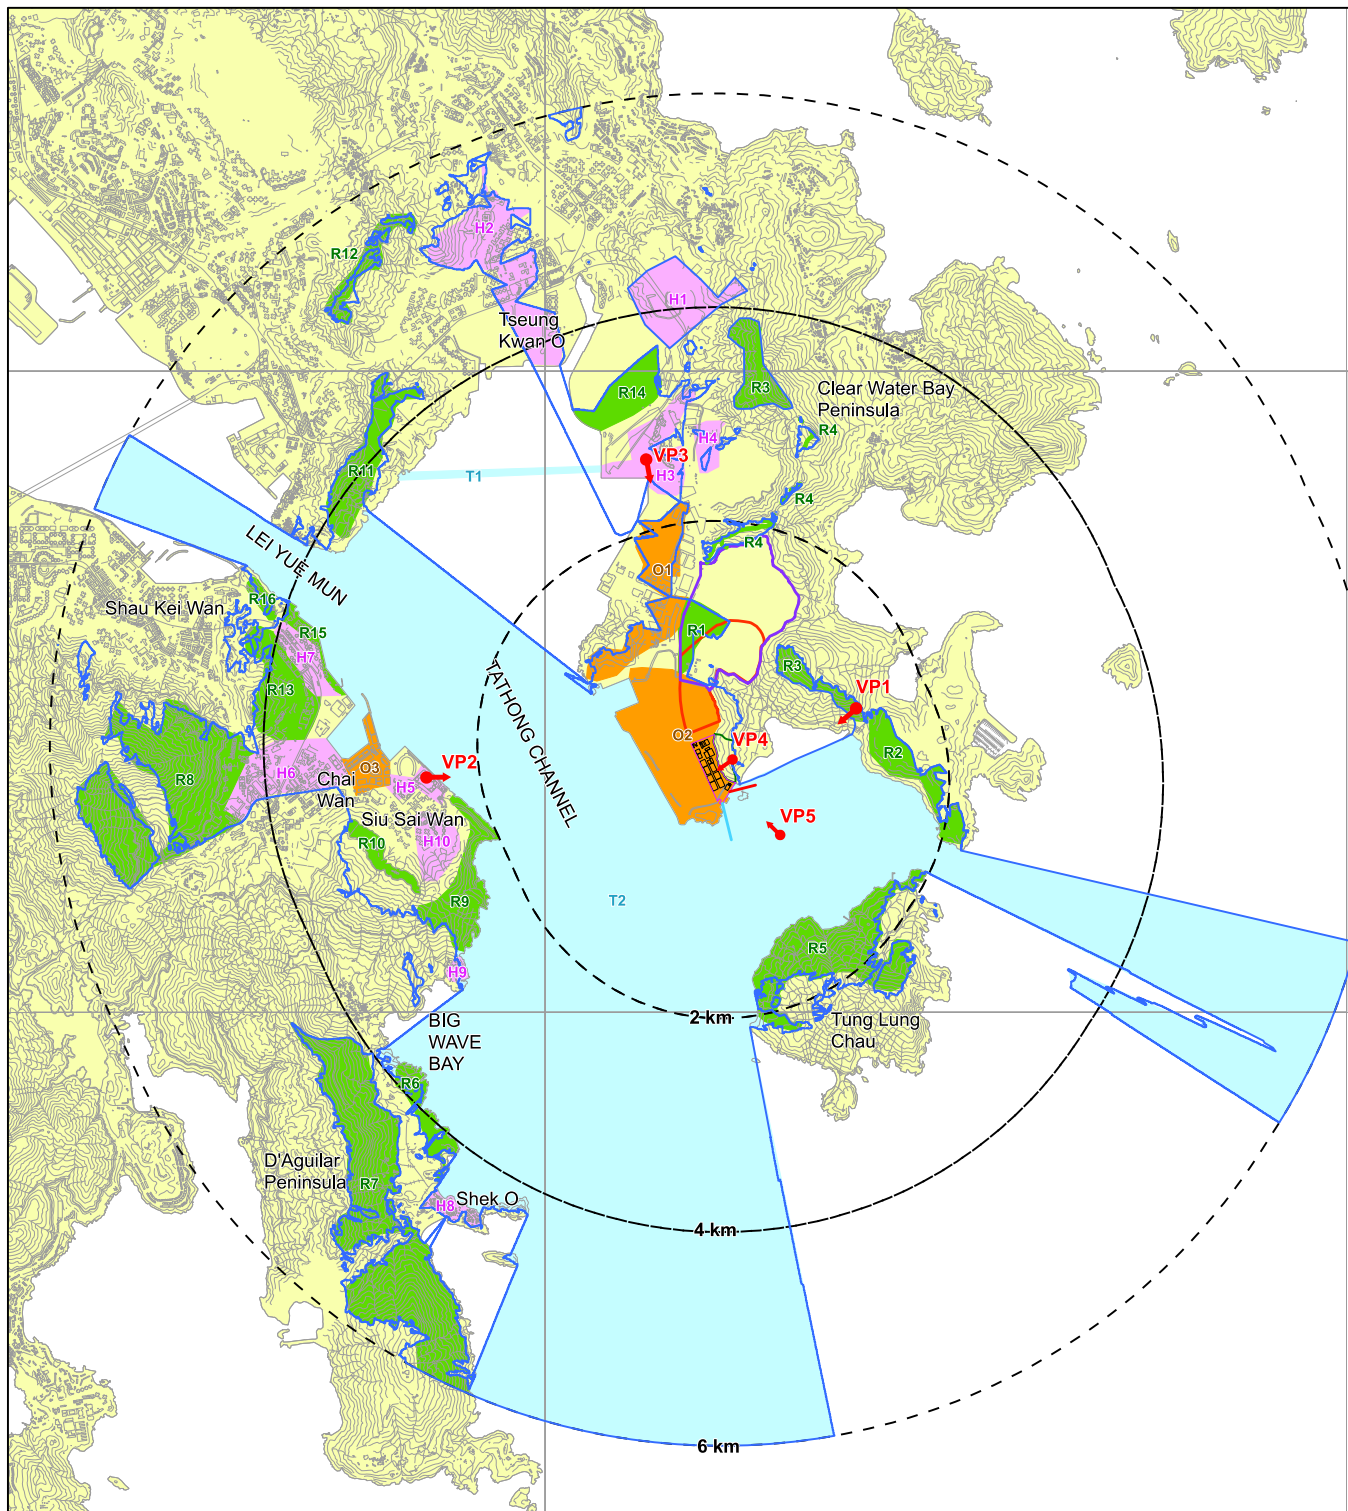 H2
R12
H1
Tseung
Kwan O
R14
R3
Clear Water Bay
Peninsula
R4
H4
VP3
R11
T1
H3
R4
LEI YUE MUN
R4
O1
R16
Shau Kei Wan
R15
R1
H7
R3
TATHONG CHANNEL
R13
VP1
O2
VP4
R2
R8
H6
O3
VP2
Chai
Wan
H5
VP5
Siu Sai Wan
R10
H10
R9
T2
R5
H9
2 km
BIG
WAVE
BAY
Tung Lung
Chau
R6
D'Aguilar
Peninsula
R7
Shek O
H8
4 km
6 km